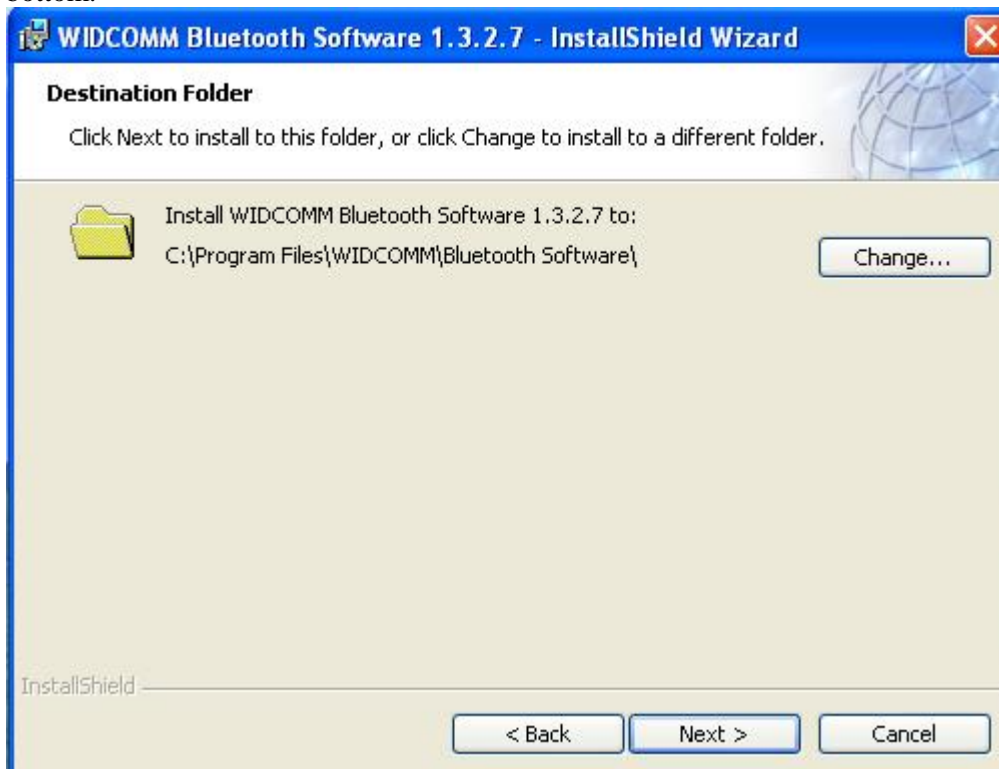 WIDCOMM Bluetooth Software 1.3.2.7 - InstallShield Wizard
Destination Folder
Click Next to install to this folder, or click Change to install to a different folder.
Install WIDCOMM Bluetooth Software 1.3.2.7 to:
C:\Program Files\WIDCOMM\Bluetooth Software\
Change...
InstallShield
< Back
Next >
Cancel